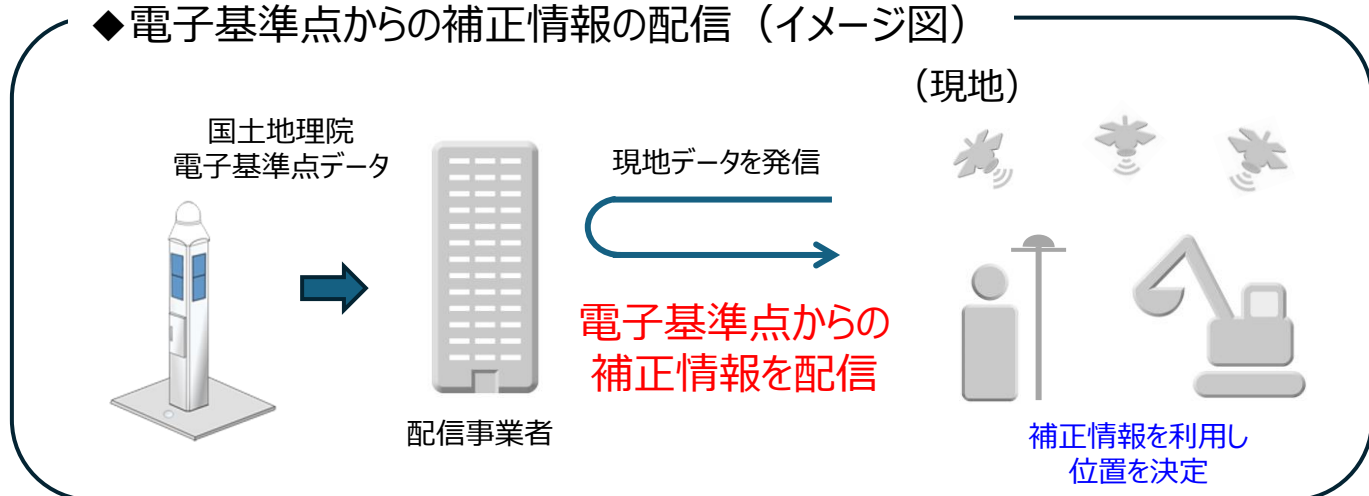 ◆電子基準点からの補正情報の配信（イメージ図）
（現地）
国土地理院
電子基準点データ
現地データを発信
電子基準点からの
補正情報を配信
配信事業者
補正情報を利用し
位置を決定